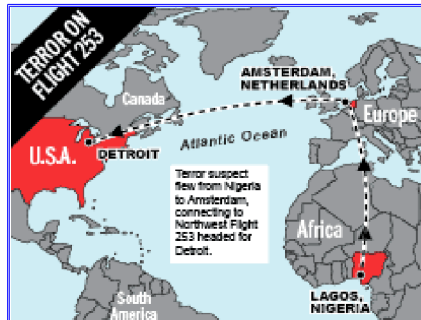 TERROR ON
FLIGHT 253
AMSTERDAM,
NETHERLANDS
Canada
Europe
U.S.A.
DETROIT
Atlantic Ocean
Terror suspect
flew from Nigeria
to Amsterdam,
connecting to
Northwest Flight
253 headed for
Detroit.
Africa
LAGOS,
NIGERIA
South
America